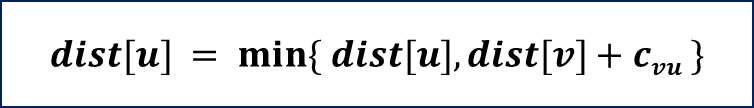 dist[u] = min{ dist[u], dist[v] + c_vu }